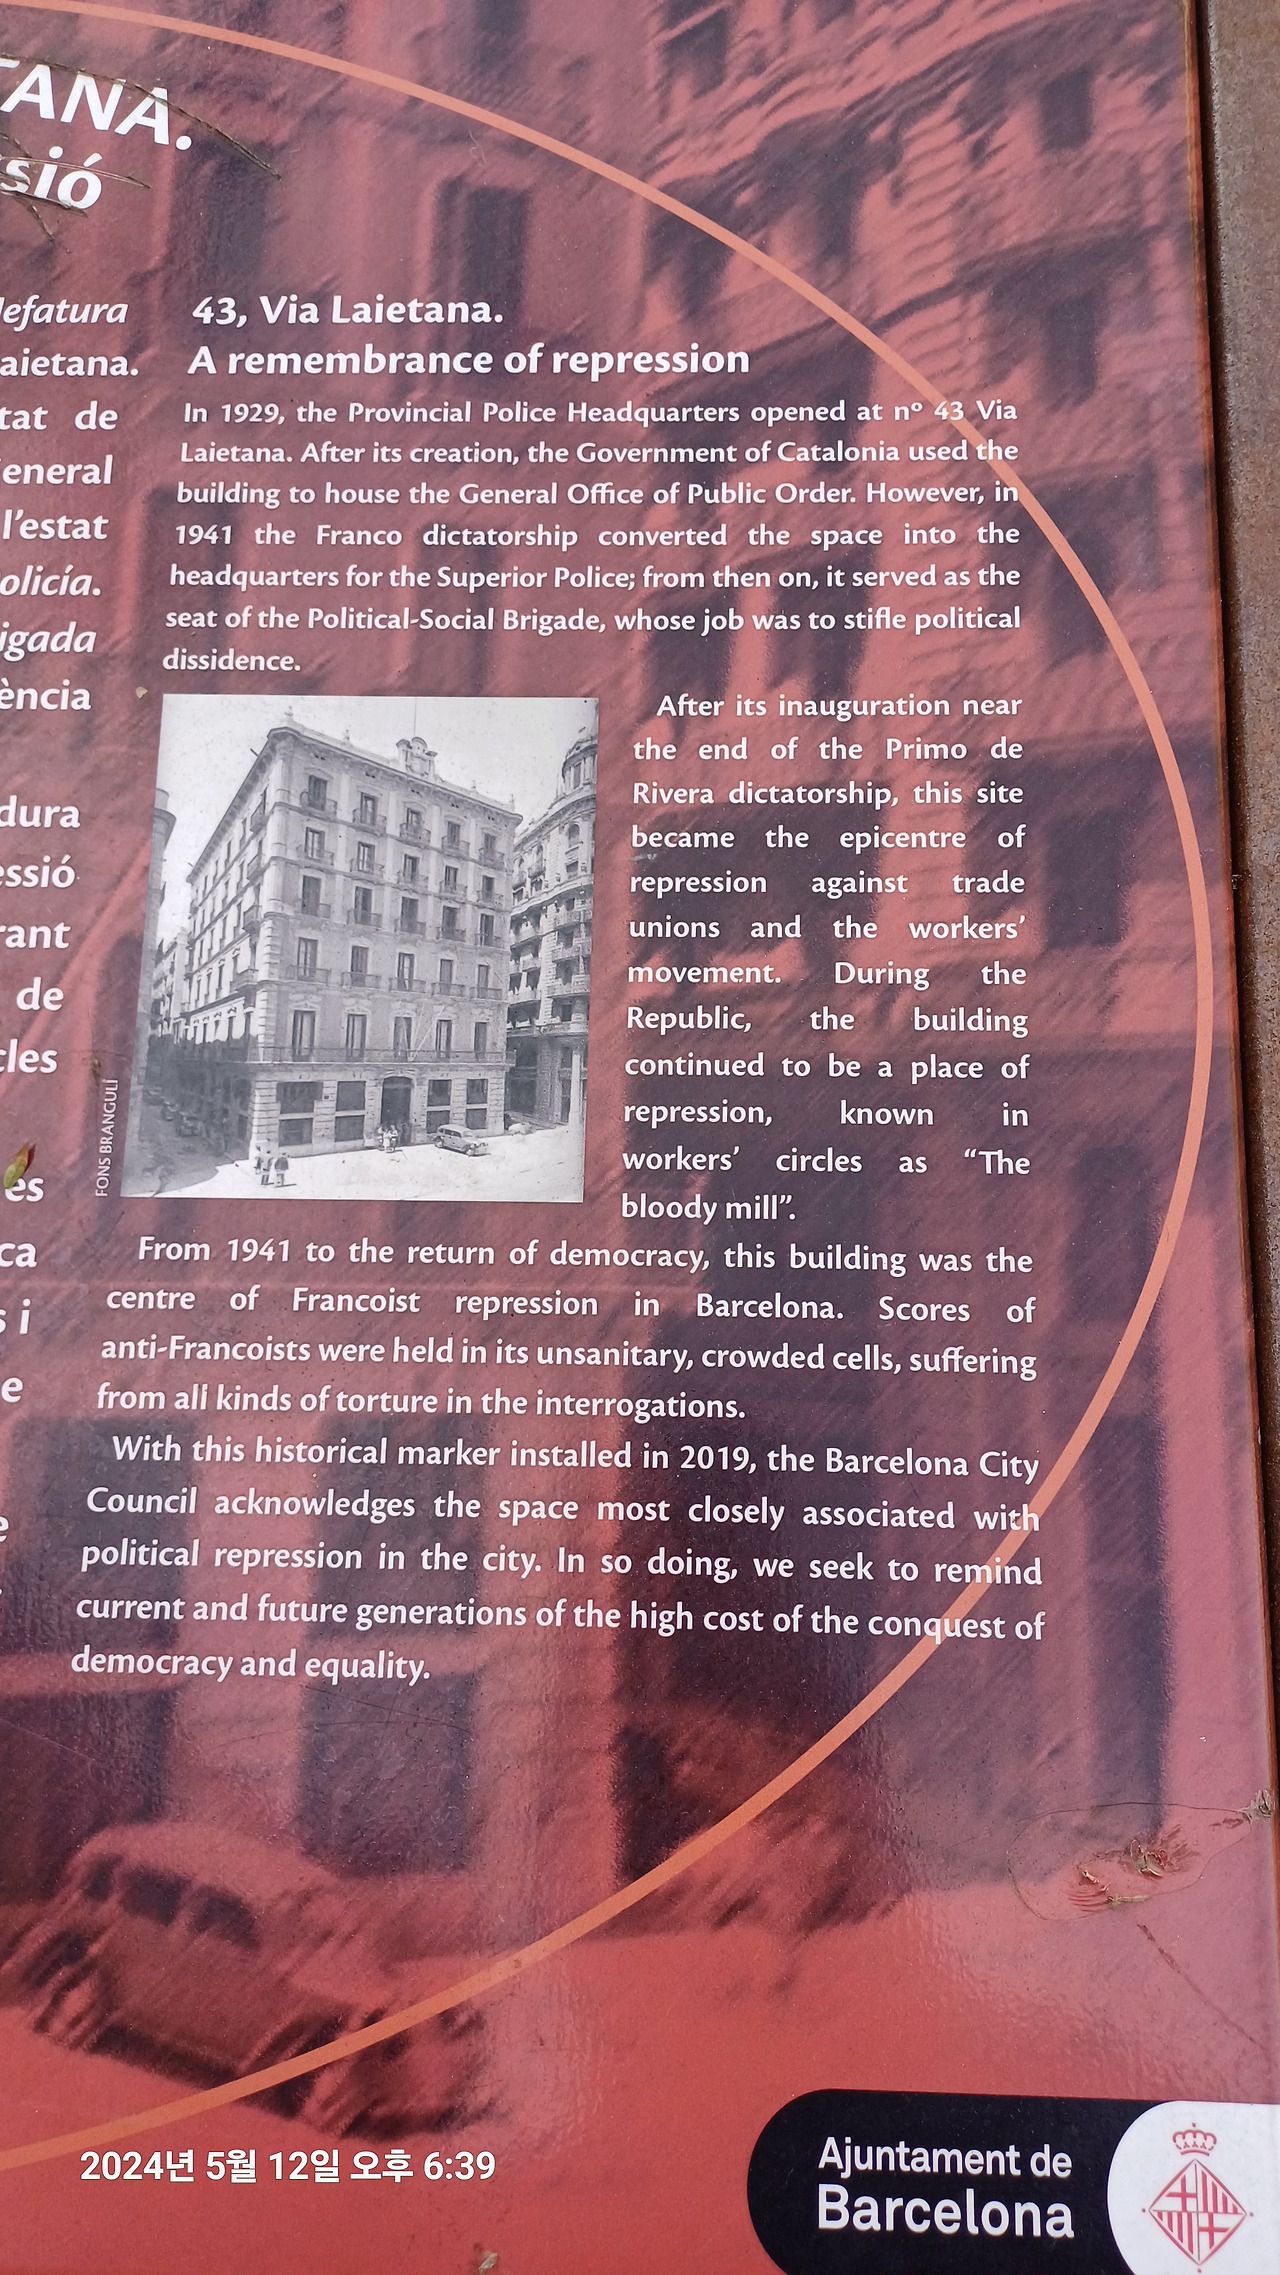 TANA.
sió
Jefatura
aietana.
tat de
General
l'estat
Policía.
igada
ència
dura
essió
rant
de
cles
es
ca
s i
e
e
43, Via Laietana.
A remembrance of repression
In 1929, the Provincial Police Headquarters opened at nº 43 Via
Laietana. After its creation, the Government of Catalonia used the
building to house the General Office of Public Order. However, in
1941 the Franco dictatorship converted the space into the
headquarters for the Superior Police; from then on, it served as the
seat of the Political-Social Brigade, whose job was to stifle political
dissidence.
After its inauguration near
the end of the Primo de
Rivera dictatorship, this site
became the epicentre of
repression against trade
unions and the workers'
movement. During the
Republic, the building
continued to be a place of
repression, known in
workers' circles as “The
bloody mill”.
FONS BRANGULÍ
From 1941 to the return of democracy, this building was the
centre of Francoist repression in Barcelona. Scores of
anti-Francoists were held in its unsanitary, crowded cells, suffering
from all kinds of torture in the interrogations.
With this historical marker installed in 2019, the Barcelona City
Council acknowledges the space most closely associated with
political repression in the city. In so doing, we seek to remind
current and future generations of the high cost of the conquest of
democracy and equality.
2024년 5월 12일 오후 6:39
Ajuntament de
Barcelona